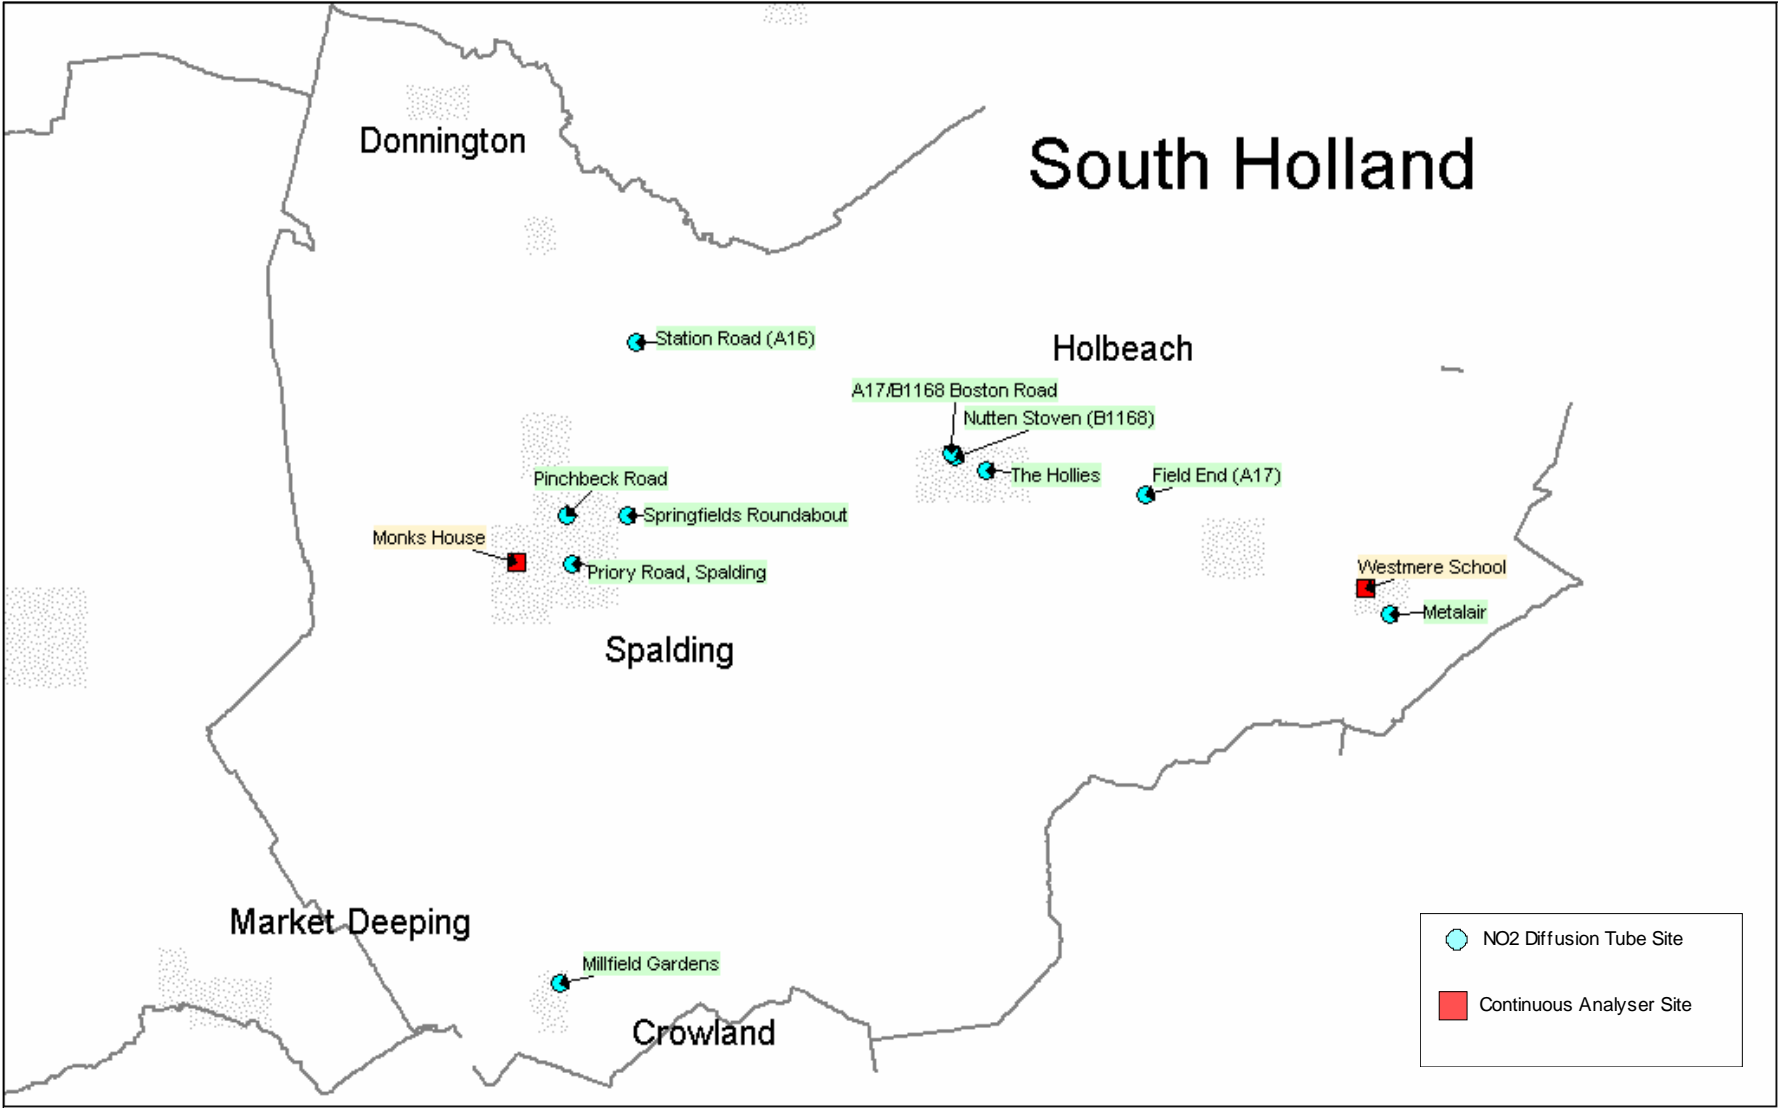 Donnington
South Holland
Station Road (A16)
Holbeach
A17/B1168 Boston Road
Nutten Stoven (B1168)
The Hollies
Field End (A17)
Pinchbeck Road
Springfields Roundabout
Monks House
Priory Road, Spalding
Westmere School
Metalair
Spalding
Market Deeping
Millfield Gardens
Crowland
NO2 Diffusion Tube Site
Continuous Analyser Site